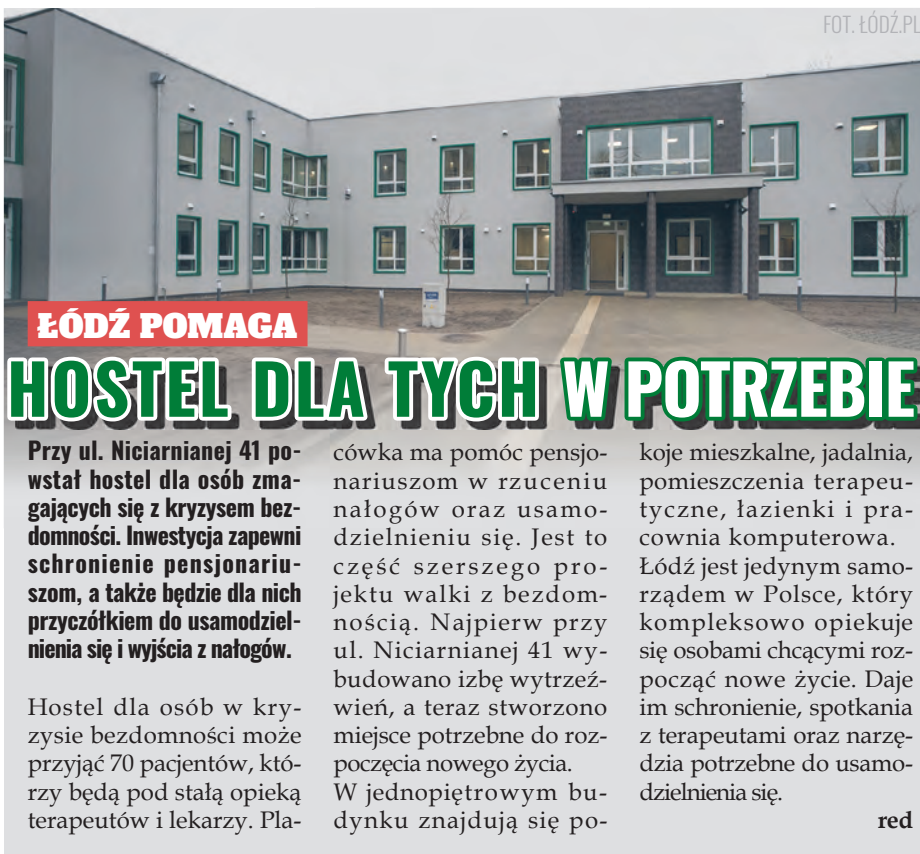 FOT. ŁÓDŹ.PL
ŁÓDŹ POMAGA
HOSTEL DLA TYCH W POTRZEBIE
Przy ul. Niciarnianej 41 po-
wstał hostel dla osób zma-
gających się z kryzysem bez-
domności. Inwestycja zapewni
schronienie pensjonariu-
szom, a także będzie dla nich
przyczółkiem do usamodziel-
nienia się i wyjścia z nałogów.
Hostel dla osób w kry-
zysie bezdomności może
przyjąć 70 pacjentów, któ-
rzy będą pod stałą opieką
terapeutów i lekarzy. Pla-
cówka ma pomóc pensjo-
nariuszom w rzuceniu
nałogów oraz usamo-
dzielnieniu się. Jest to
część szerszego pro-
jektu walki z bezdom-
nością. Najpierw przy
ul. Niciarnianej 41 wy-
budowano izbę wytrzeź-
wień, a teraz stworzono
miejsce potrzebne do roz-
poczęcia nowego życia.
W jednopiętrowym bu-
dynku znajdują się po-
koje mieszkalne, jadalnia,
pomieszczenia terapeu-
tyczne, łazienki i pra-
cownia komputerowa.
Łódź jest jedynym samo-
rządem w Polsce, który
kompleksowo opiekuje
się osobami chcącymi roz-
począć nowe życie. Daje
im schronienie, spotkania
z terapeutami oraz narzę-
dzia potrzebne do usamo-
dzielnienia się.
red